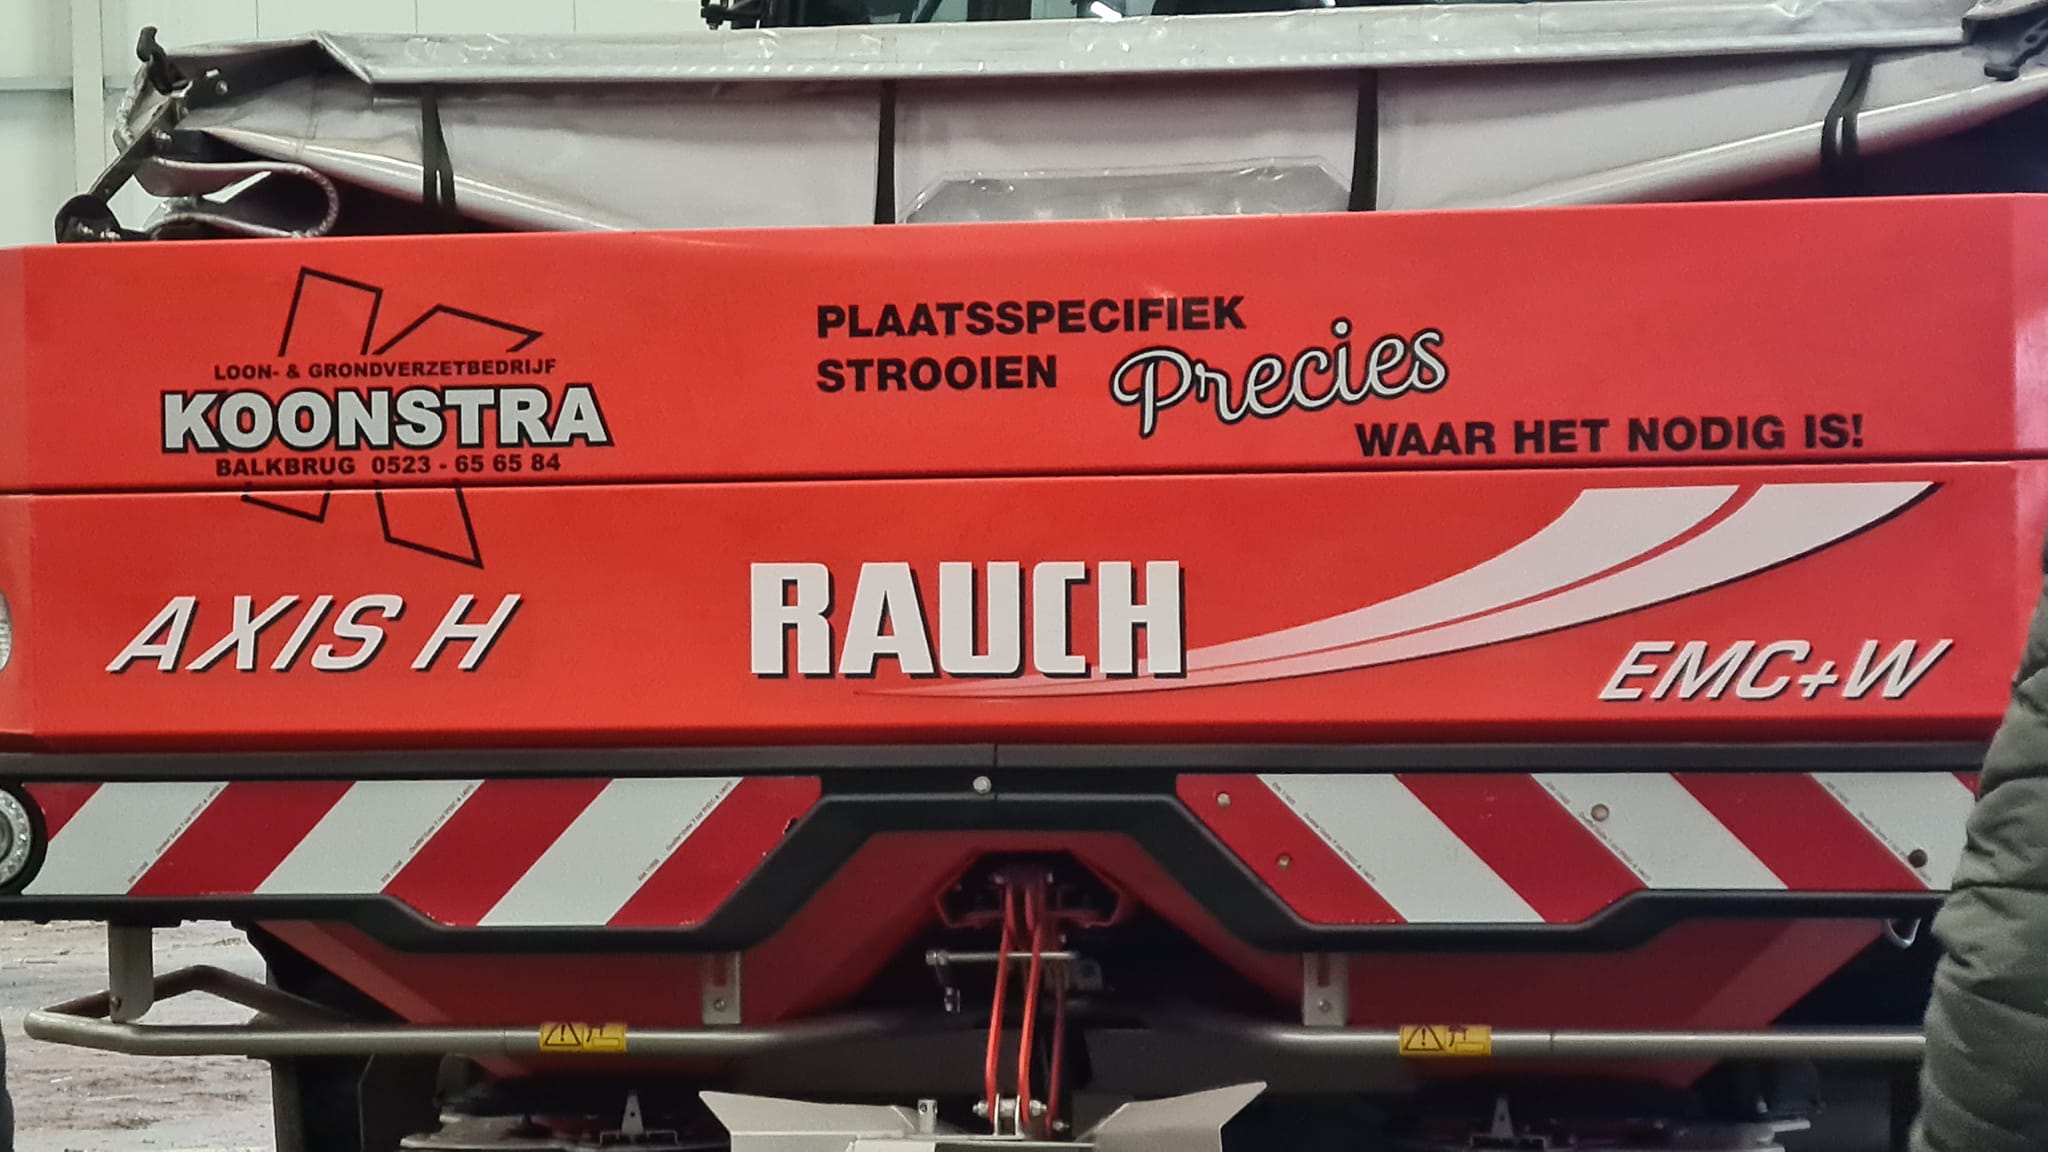 LOON- & GRONDVERZETBEDRIJF
KOONSTRA
BALKBRUG 0523 - 65 65 84
PLAATSSPECIFIEK
STROOIEN Precies
WAAR HET NODIG IS!
AXIS H
RAUCH
EMC+W